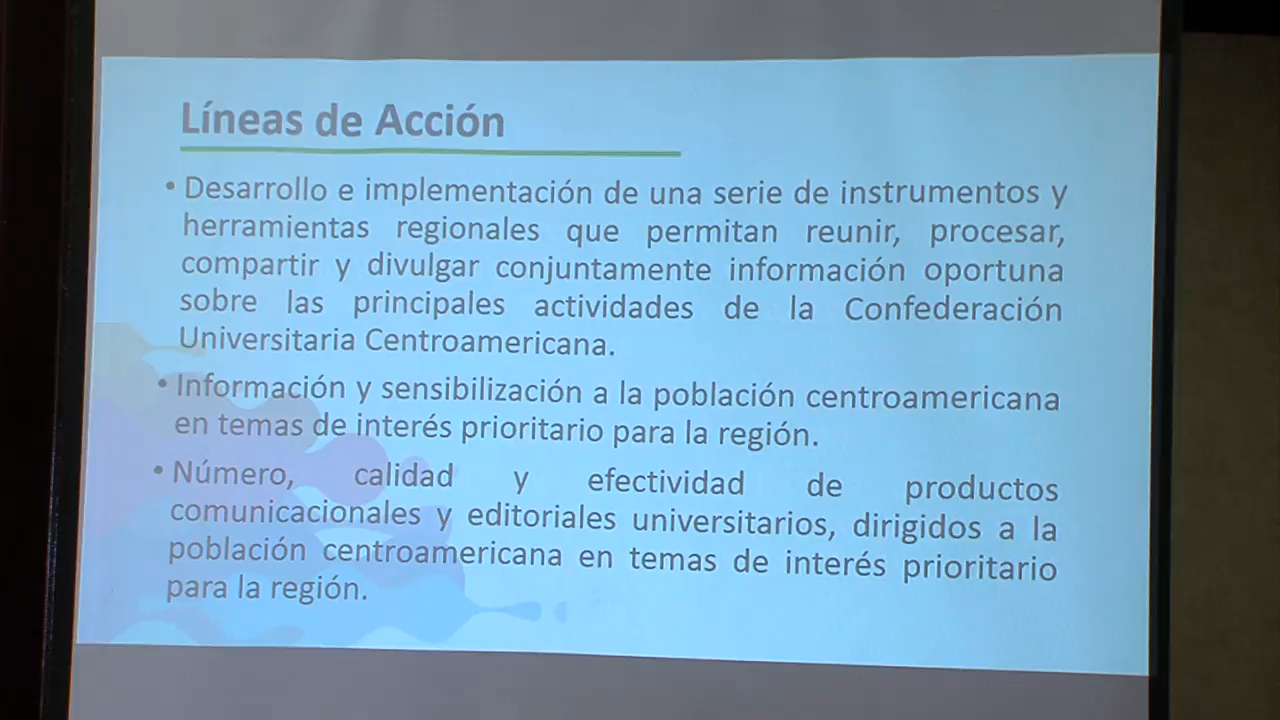 Líneas de Acción
• Desarrollo e implementación de una serie de instrumentos y
herramientas regionales que permitan reunir, procesar,
compartir y divulgar conjuntamente información oportuna
sobre las principales actividades de la Confederación
Universitaria Centroamericana.
• Información y sensibilización a la población centroamericana
en temas de interés prioritario para la región.
• Número, calidad y efectividad de productos
comunicacionales y editoriales universitarios, dirigidos a la
población centroamericana en temas de interés prioritario
para la región.